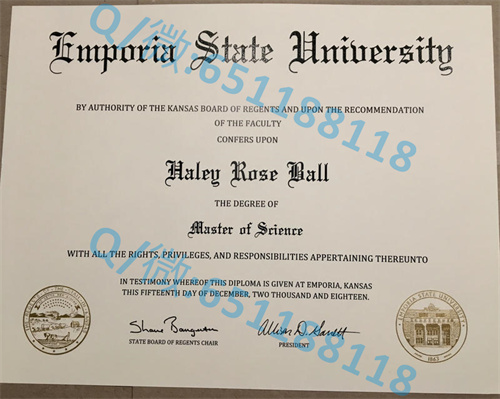 Emporia State University
BY AUTHORITY OF THE KANSAS BOARD OF REGENTS AND UPON THE RECOMMENDATION
OF THE FACULTY
CONFERS UPON
Haley Rose Ball
THE DEGREE OF
Master of Science
WITH ALL THE RIGHTS, PRIVILEGES, AND RESPONSIBILITIES APPERTAINING THERETO
IN TESTIMONY WHEREOF THIS DIPLOMA IS GIVEN AT EMPORIA, KANSAS
THIS FIFTEENTH DAY OF DECEMBER, TWO THOUSAND AND EIGHTEEN.
STATE BOARD OF REGENTS CHAIR
PRESIDENT
EMPORIA STATE UNIVERSITY
1863
Q/微:651188118
Q/微:651188118